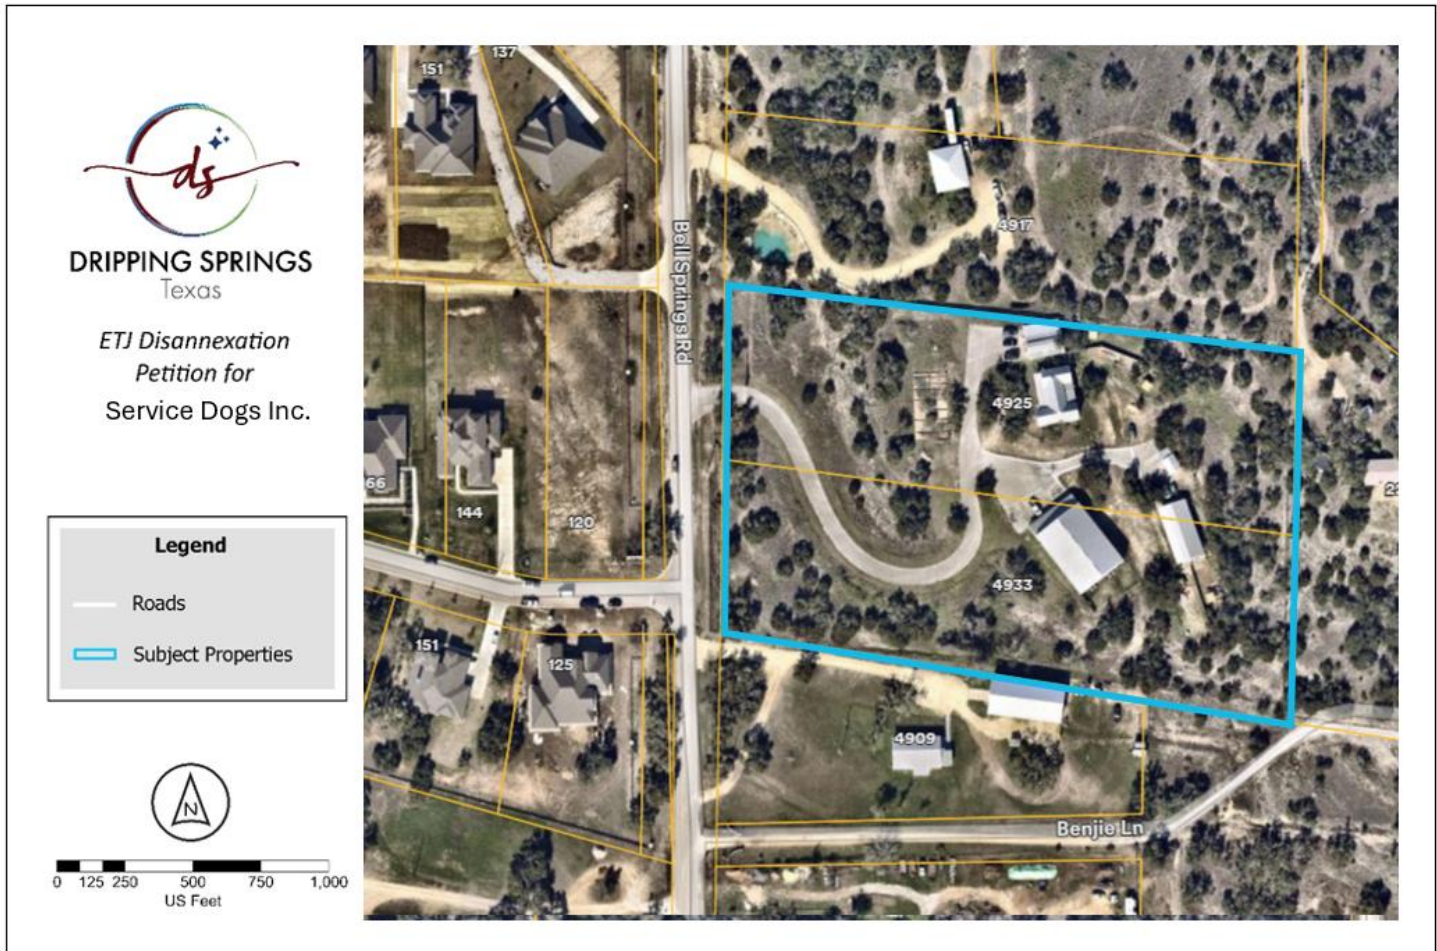 ds
DRIPPING SPRINGS
Texas
ETJ Disannexation
Petition for
Service Dogs Inc.
Legend
Roads
Subject Properties
N
0 125 250 500 750 1,000
US Feet
151
137
Bell Springs Rd
4917
4925
66
144
120
4933
151
125
4909
Benjie Ln